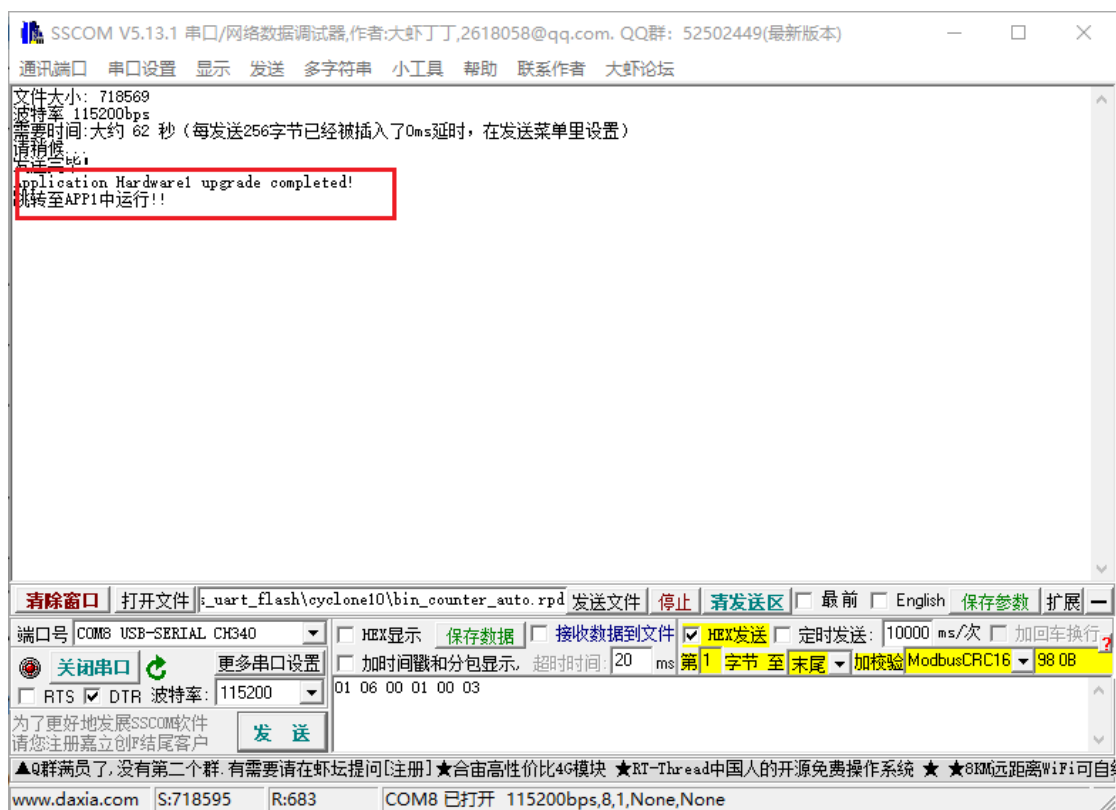 SSCOM V5.13.1 串口/网络数据调试器,作者:大虾丁丁,2618058@qq.com. QQ群: 52502449(最新版本)
通讯端口 串口设置 显示 发送 多字符串 小工具 帮助 联系作者 大虾论坛
文件大小: 718569
波特率 115200bps
需要时间:大约 62 秒（每发送256字节已经被插入了0ms延时，在发送菜单里设置）
请稍候...
发送完毕!
Application Hardware1 upgrade completed!
跳转至APP1中运行!!
清除窗口 打开文件 s_uart_flash\cyclone10\bin_counter_auto.rpd 发送文件 停止 清发送区 最前 English 保存参数 扩展 —
端口号 COM8 USB-SERIAL CH340 HEX显示 保存数据 接收数据到文件 HEX发送 定时发送: 10000 ms/次 加回车换行 ?
关闭串口 更多串口设置 加时间戳和分包显示, 超时时间: 20 ms 第 1 字节 至 末尾 加校验 ModbusCRC16 98 0B
RTS DTR 波特率: 115200 01 06 00 01 00 03
为了更好地发展SSCOM软件
请您注册嘉立创F结尾客户
发 送
▲Q群满员了,没有第二个群.有需要请在虾坛提问[注册]★合宙高性价比4G模块 ★RT-Thread中国人的开源免费操作系统 ★ ★8KM远距离WiFi可自
www.daxia.com S:718595 R:683 COM8 已打开 115200bps,8,1,None,None